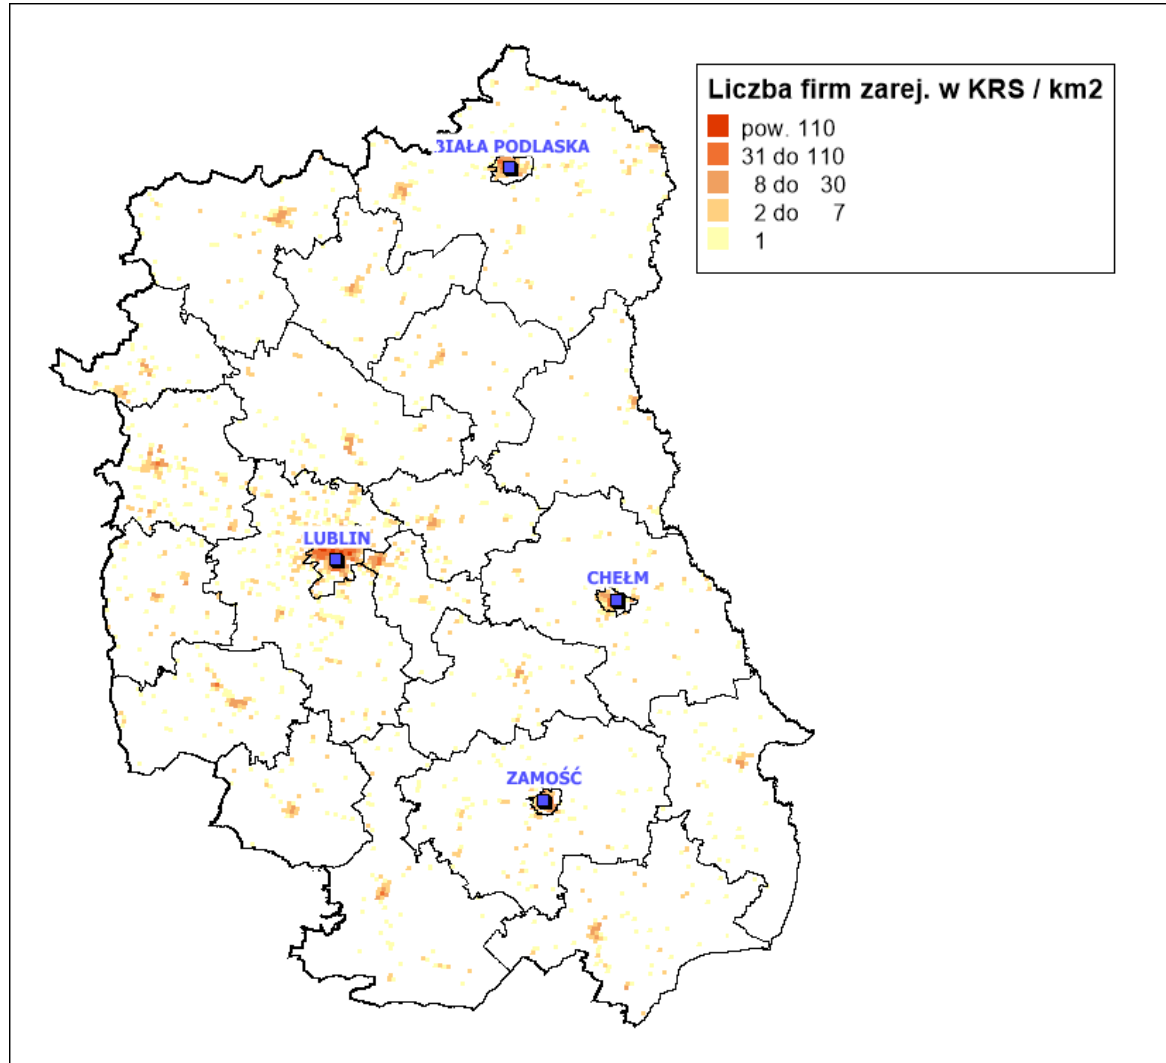 Liczba firm zarej. w KRS / km2
pow. 110
31 do 110
8 do 30
2 do 7
1
BIAŁA PODLASKA
LUBLIN
CHEŁM
ZAMOŚĆ